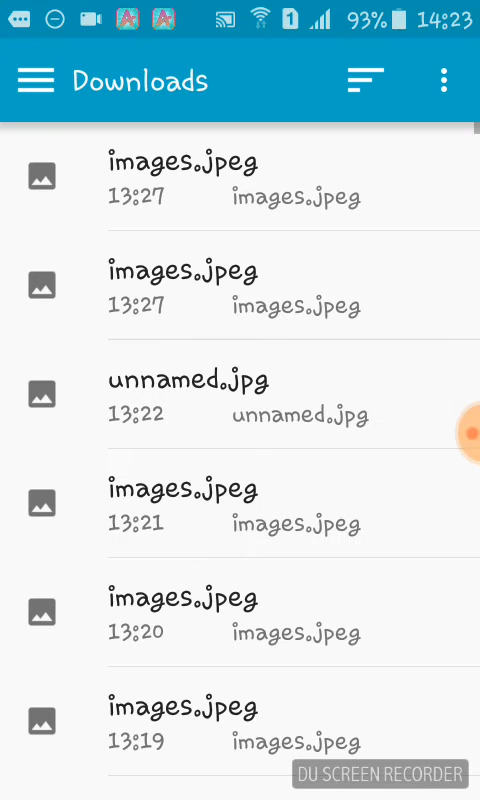 1 93% 14:23
Downloads
images.jpeg
13:27 images.jpeg
images.jpeg
13:27 images.jpeg
unnamed.jpg
13:22 unnamed.jpg
images.jpeg
13:21 images.jpeg
images.jpeg
13:20 images.jpeg
images.jpeg
13:19 images.jpeg
DU SCREEN RECORDER